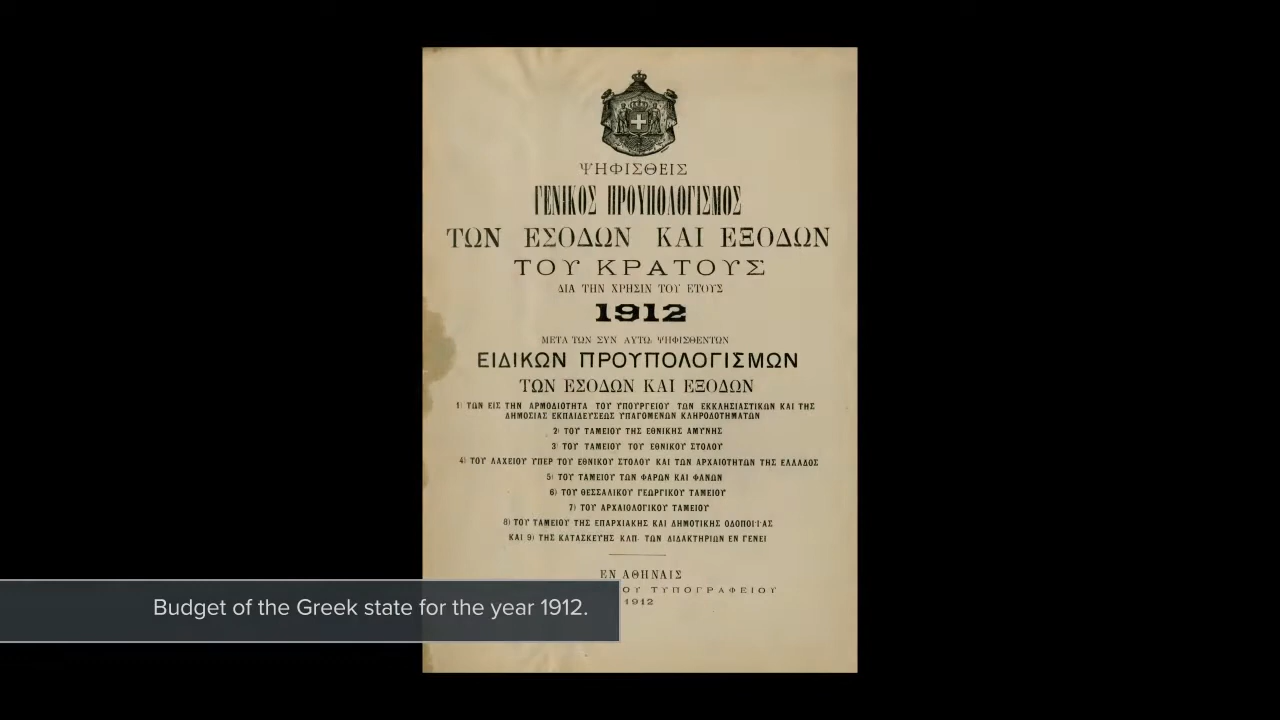 ΨΗΦΙΣΘΕΙΣ
ΓΕΝΙΚΟΣ ΠΡΟΥΠΟΛΟΓΙΣΜΟΣ
ΤΩΝ ΕΣΟΔΩΝ ΚΑΙ ΕΞΟΔΩΝ
ΤΟΥ ΚΡΑΤΟΥΣ
ΔΙΑ ΤΗΝ ΧΡΗΣΙΝ ΤΟΥ ΕΤΟΥΣ
1912
ΜΕΤΑ ΤΩΝ ΣΥΝ ΑΥΤΩ, ΨΗΦΙΣΘΕΝΤΩΝ
ΕΙΔΙΚΩΝ ΠΡΟΥΠΟΛΟΓΙΣΜΩΝ
ΤΩΝ ΕΣΟΔΩΝ ΚΑΙ ΕΞΟΔΩΝ
1) ΤΩΝ ΕΙΣ ΤΗΝ ΑΡΜΟΔΙΟΤΗΤΑ ΤΟΥ ΥΠΟΥΡΓΕΙΟΥ ΤΩΝ ΕΚΚΛΗΣΙΑΣΤΙΚΩΝ ΚΑΙ ΤΗΣ
ΔΗΜΟΣΙΑΣ ΕΚΠΑΙΔΕΥΣΕΩΣ ΥΠΑΓΟΜΕΝΩΝ ΚΛΗΡΟΔΟΤΗΜΑΤΩΝ
2) ΤΟΥ ΤΑΜΕΙΟΥ ΤΗΣ ΕΘΝΙΚΗΣ ΑΜΥΝΗΣ
3) ΤΟΥ ΤΑΜΕΙΟΥ ΤΟΥ ΕΘΝΙΚΟΥ ΣΤΟΛΟΥ
4) ΤΟΥ ΛΑΧΕΙΟΥ ΥΠΕΡ ΤΟΥ ΕΘΝΙΚΟΥ ΣΤΟΛΟΥ ΚΑΙ ΤΩΝ ΑΡΧΑΙΟΤΗΤΩΝ ΤΗΣ ΕΛΛΑΔΟΣ
5) ΤΟΥ ΤΑΜΕΙΟΥ ΤΩΝ ΦΑΡΩΝ ΚΑΙ ΦΑΝΩΝ
6) ΤΟΥ ΘΕΣΣΑΛΙΚΟΥ ΓΕΩΡΓΙΚΟΥ ΤΑΜΕΙΟΥ
7) ΤΟΥ ΑΡΧΑΙΟΛΟΓΙΚΟΥ ΤΑΜΕΙΟΥ
8) ΤΟΥ ΤΑΜΕΙΟΥ ΤΗΣ ΕΠΑΡΧΙΑΚΗΣ ΚΑΙ ΔΗΜΟΤΙΚΗΣ ΟΔΟΠΟΙ·Ι·ΑΣ
ΚΑΙ 9) ΤΗΣ ΚΑΤΑΣΚΕΥΗΣ ΚΛΠ. ΤΩΝ ΔΙΔΑΚΤΗΡΙΩΝ ΕΝ ΓΕΝΕΙ
ΕΝ ΑΘΗΝΑΙΣ
ΤΥΠΟΓΡΑΦΕΙΟΥ
1912
Budget of the Greek state for the year 1912.